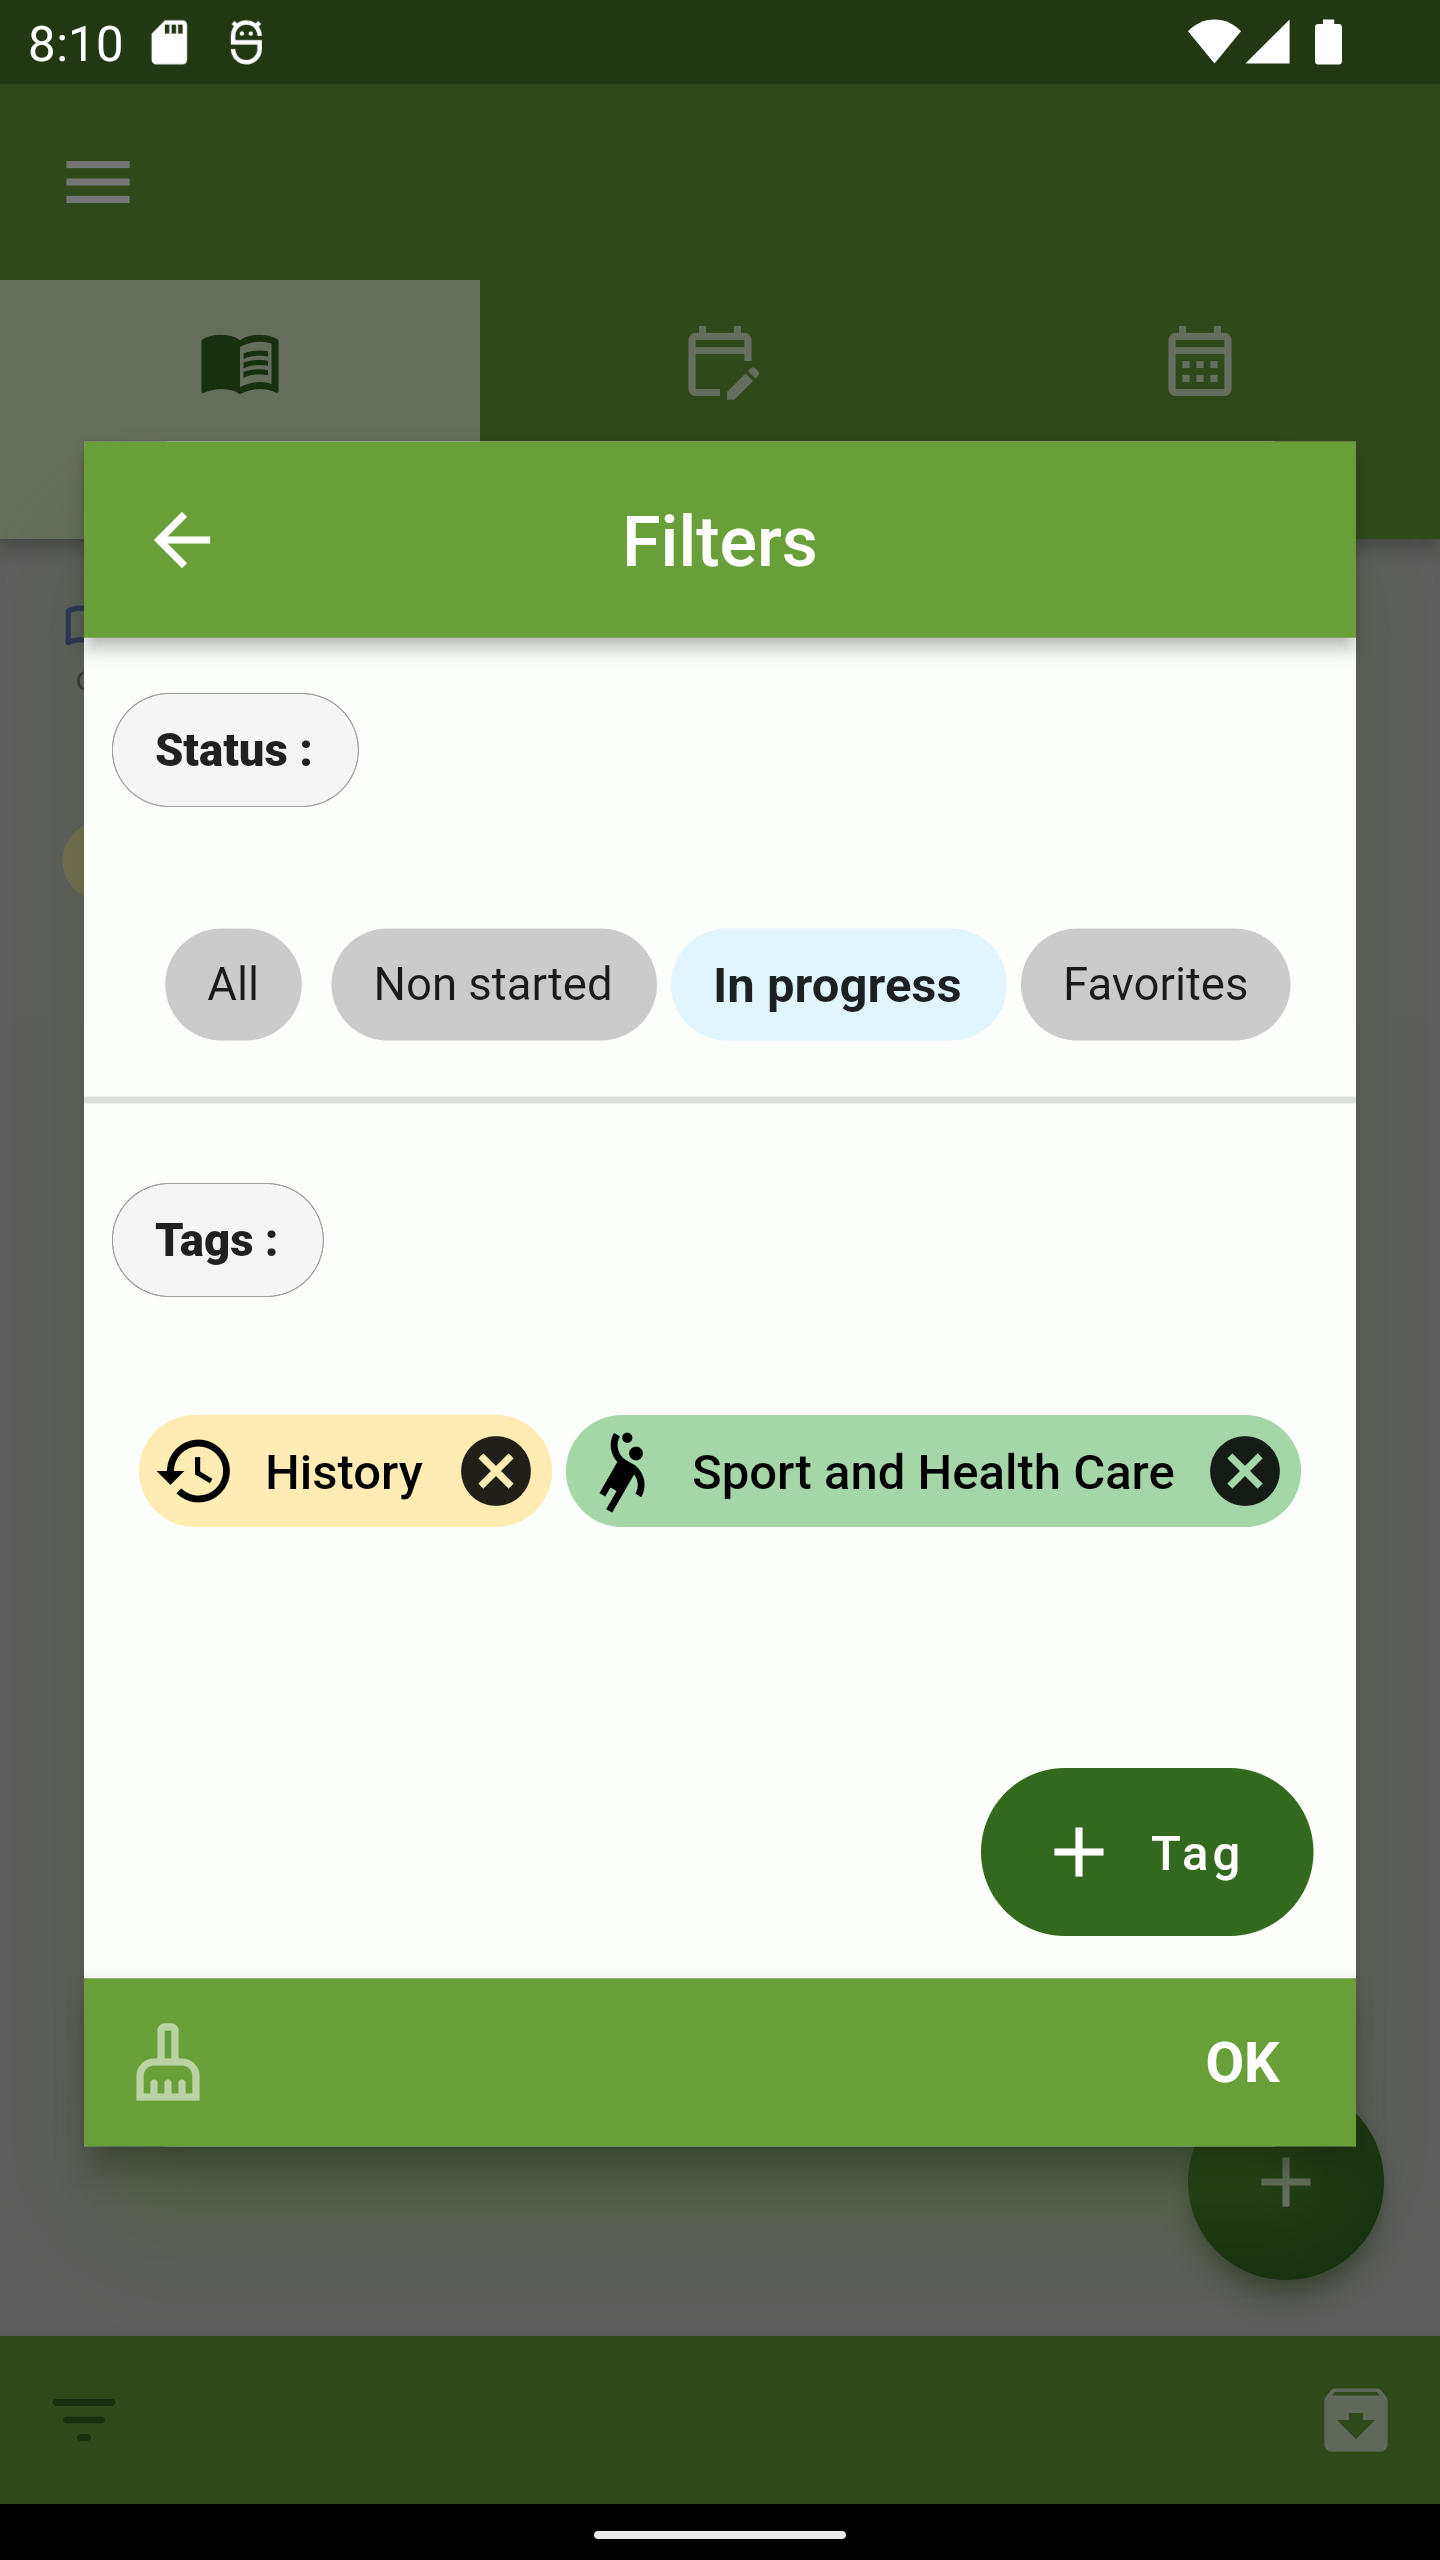 8:10
Filters
Status :
All Non started In progress Favorites
Tags :
History Sport and Health Care
Tag
OK